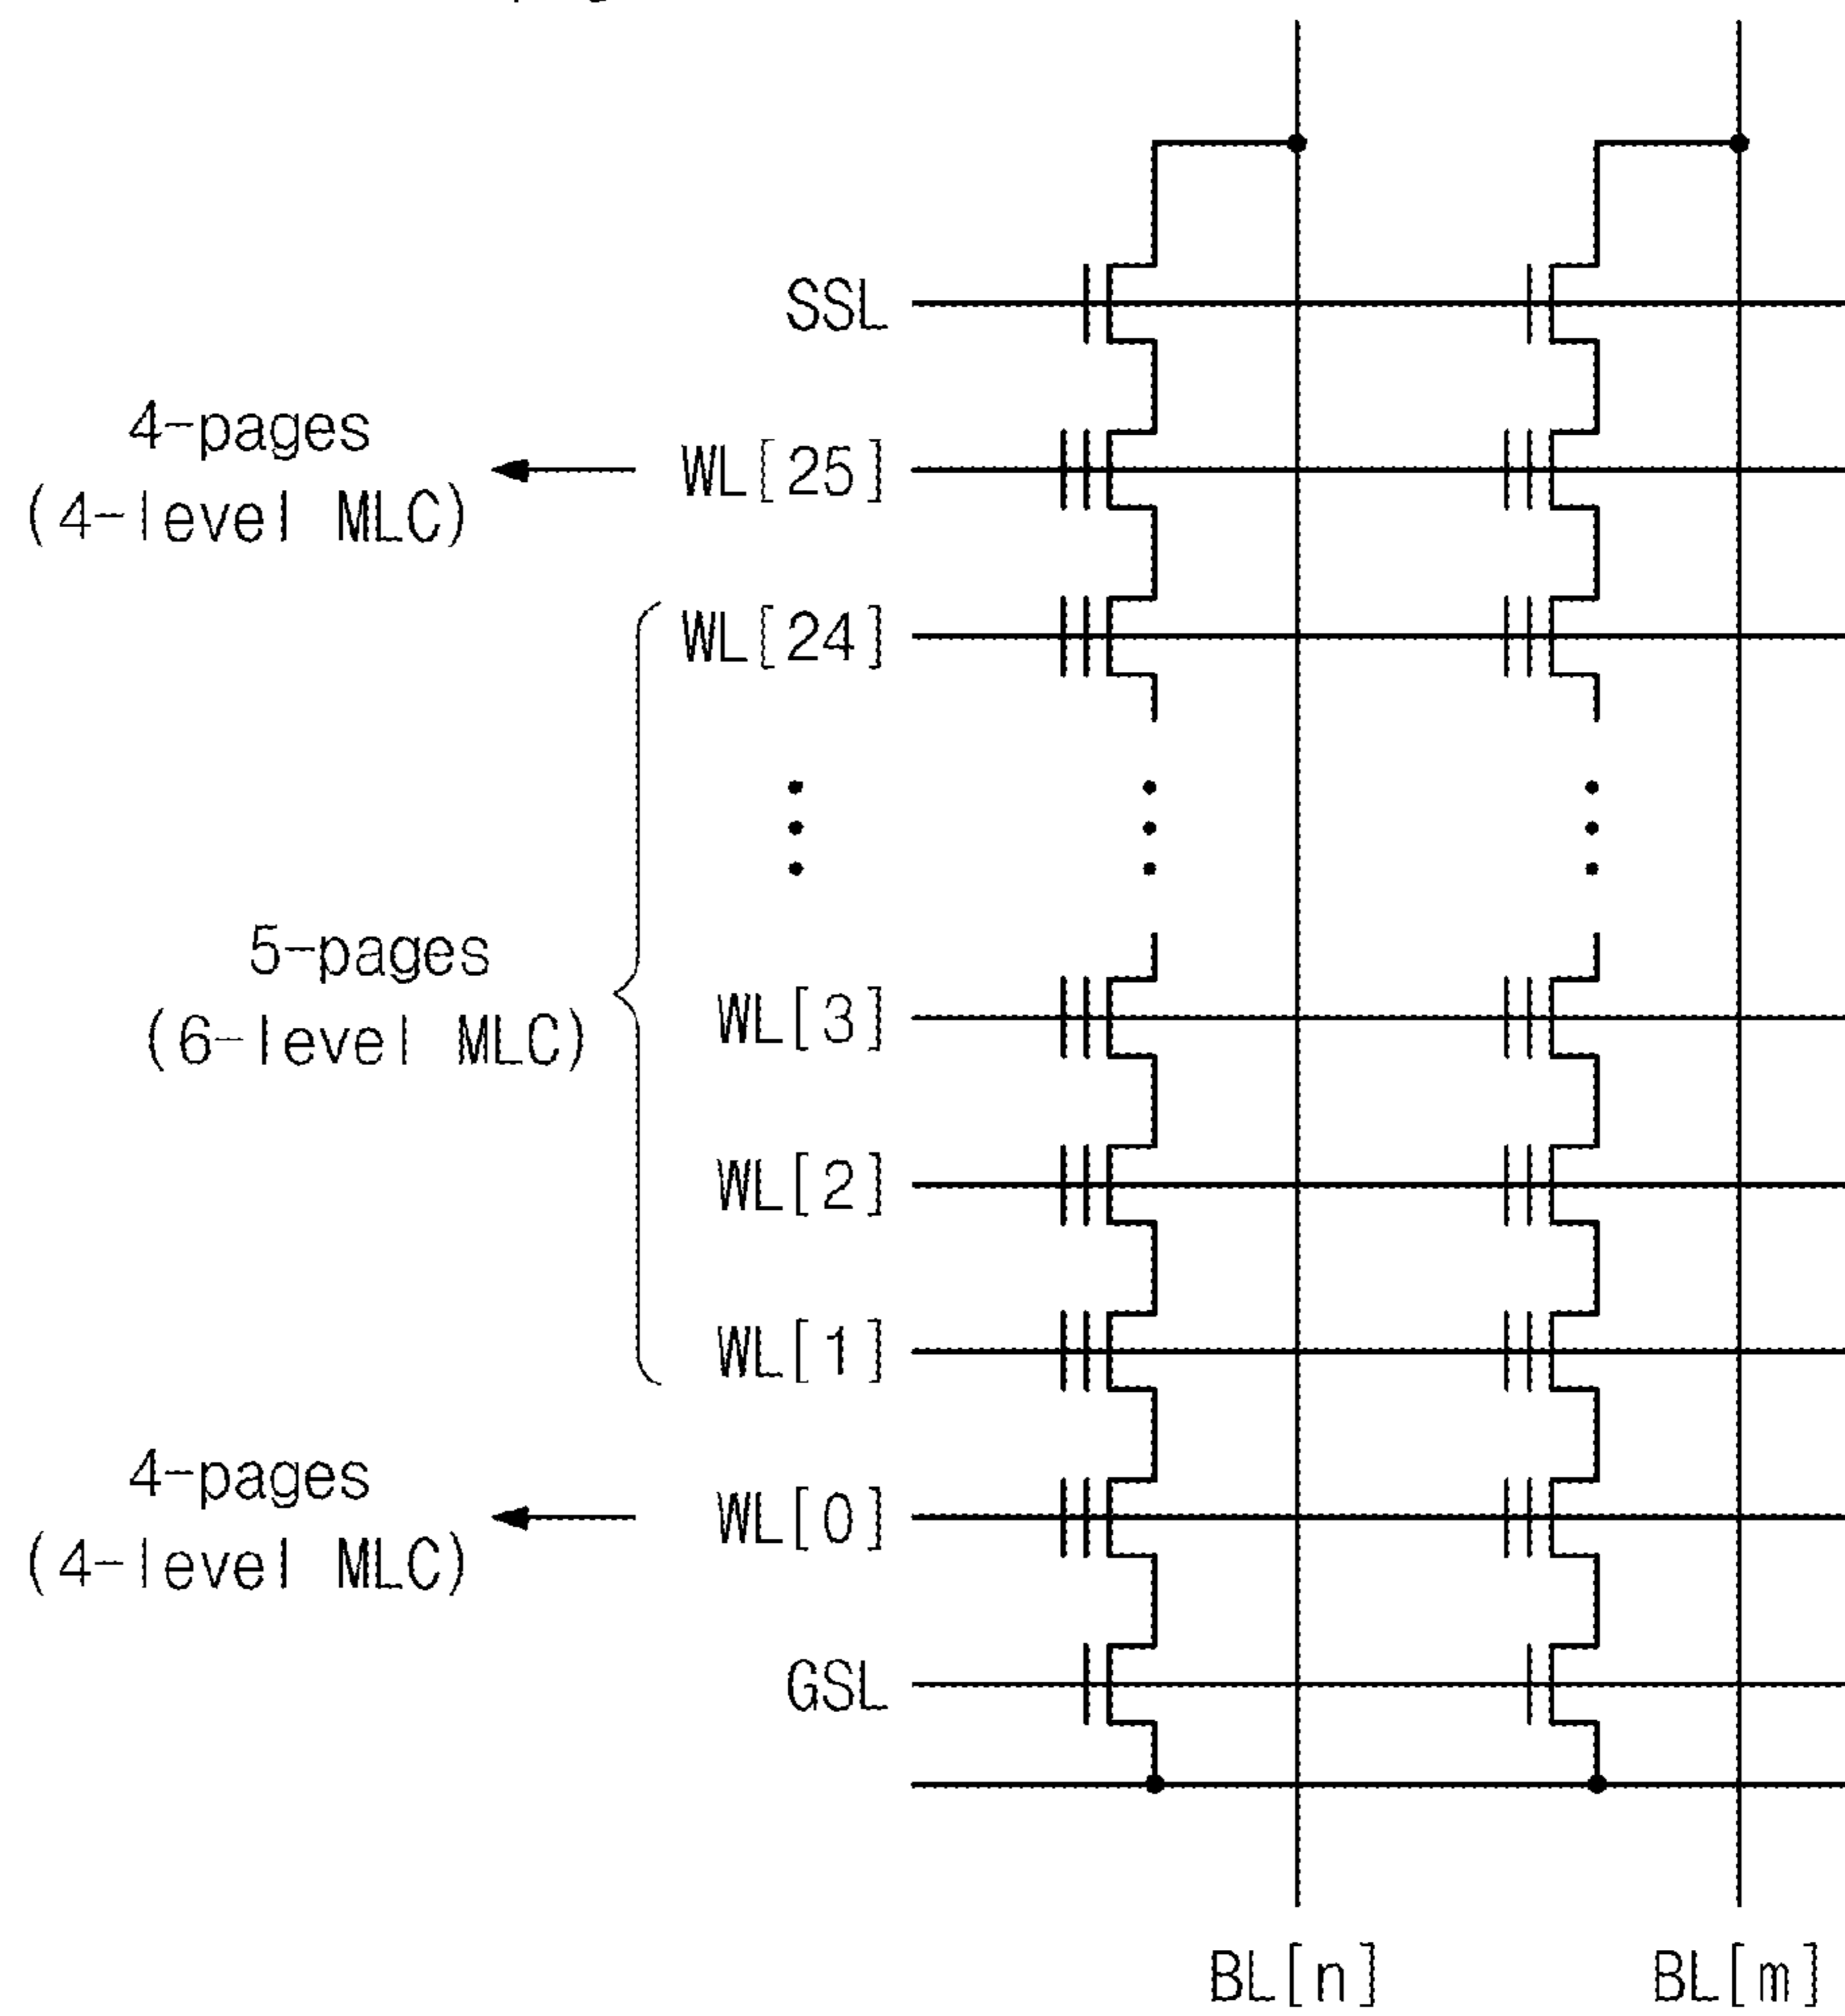 SSL
4-pages
(4-level MLC)
WL[25]
WL[24]
5-pages
(6-level MLC)
WL[3]
WL[2]
WL[1]
4-pages
(4-level MLC)
WL[0]
GSL
BL[n] BL[m]